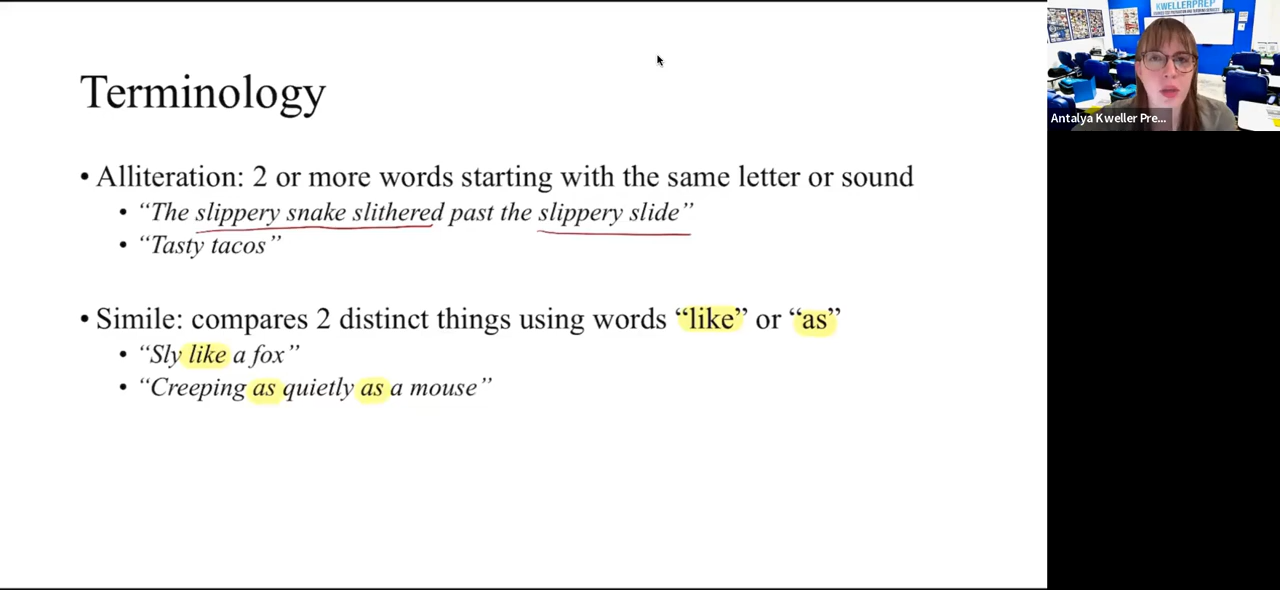 Terminology
• Alliteration: 2 or more words starting with the same letter or sound
• “The slippery snake slithered past the slippery slide”
• “Tasty tacos”
• Simile: compares 2 distinct things using words “like” or “as”
• “Sly like a fox”
• “Creeping as quietly as a mouse”
KWELLERPREP
Antalya Kweller Pre...